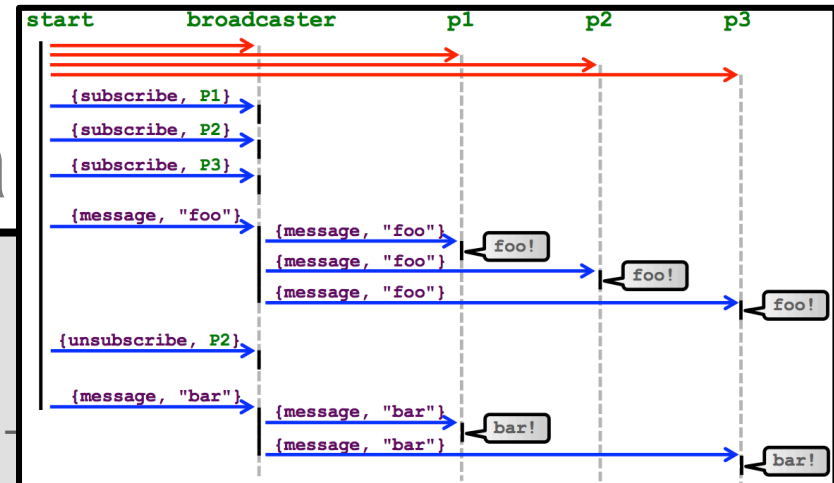 start broadcaster p1 p2 p3
{subscribe, P1}
{subscribe, P2}
{subscribe, P3}
{message, "foo"}
{message, "foo"}
foo!
{message, "foo"}
foo!
{message, "foo"}
foo!
{unsubscribe, P2}
{message, "bar"}
{message, "bar"}
bar!
{message, "bar"}
bar!